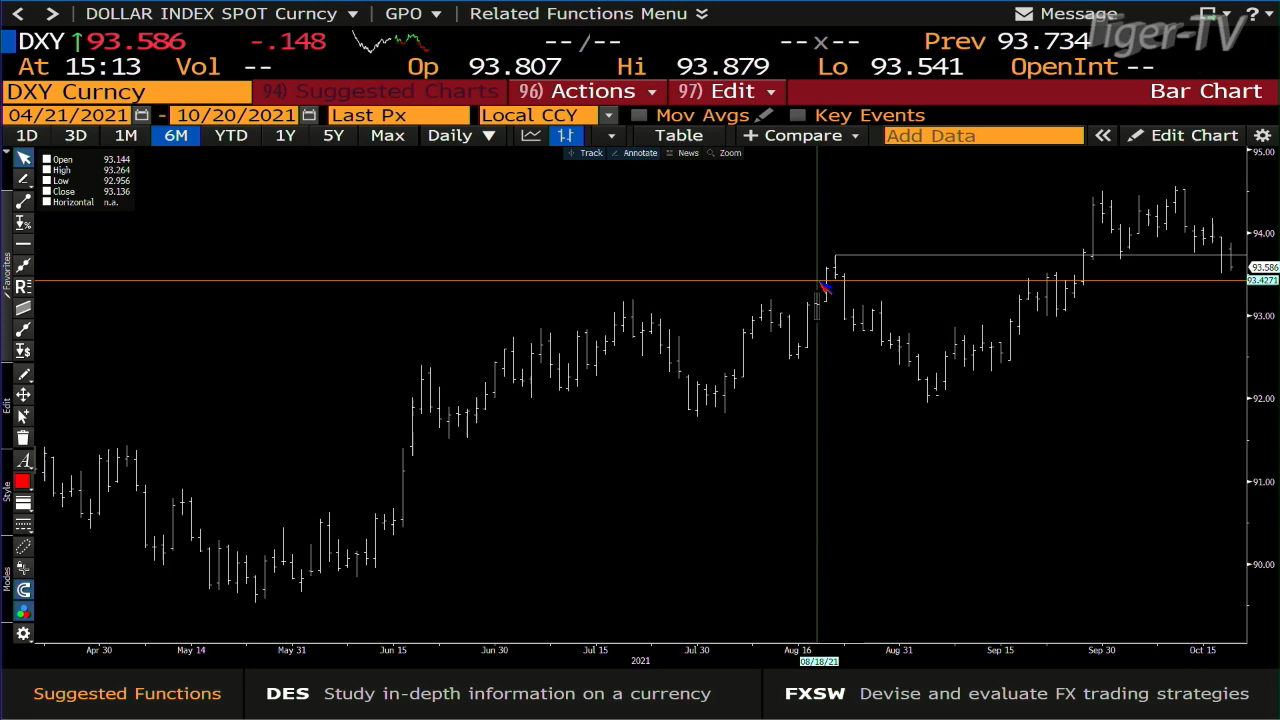 DOLLAR INDEX SPOT Curncy GPO Related Functions Menu Message ?
Tiger-TV
DXY ↑93.586 -.148 --/-- --x-- Prev 93.734
At 15:13 Vol -- Op 93.807 Hi 93.879 Lo 93.541 OpenInt --
DXY Curncy 94) Suggested Charts 96) Actions 97) Edit Bar Chart
04/21/2021 - 10/20/2021 Last Px Local CCY Mov Avgs Key Events
1D 3D 1M 6M YTD 1Y 5Y Max Daily Table + Compare Add Data « Edit Chart
Track Annotate News Zoom
Open 93.144
High 93.264
Low 92.956
Close 93.136
Horizontal n.a.
Favorites
Edit
Style
Modes
95.00
94.00
93.586
93.4271
93.00
92.00
91.00
90.00
Apr 30 May 14 May 31 Jun 15 Jun 30 Jul 15 Jul 30 Aug 16 Aug 31 Sep 15 Sep 30 Oct 15
2021 08/18/21
Suggested Functions DES Study in-depth information on a currency FXSW Devise and evaluate FX trading strategies